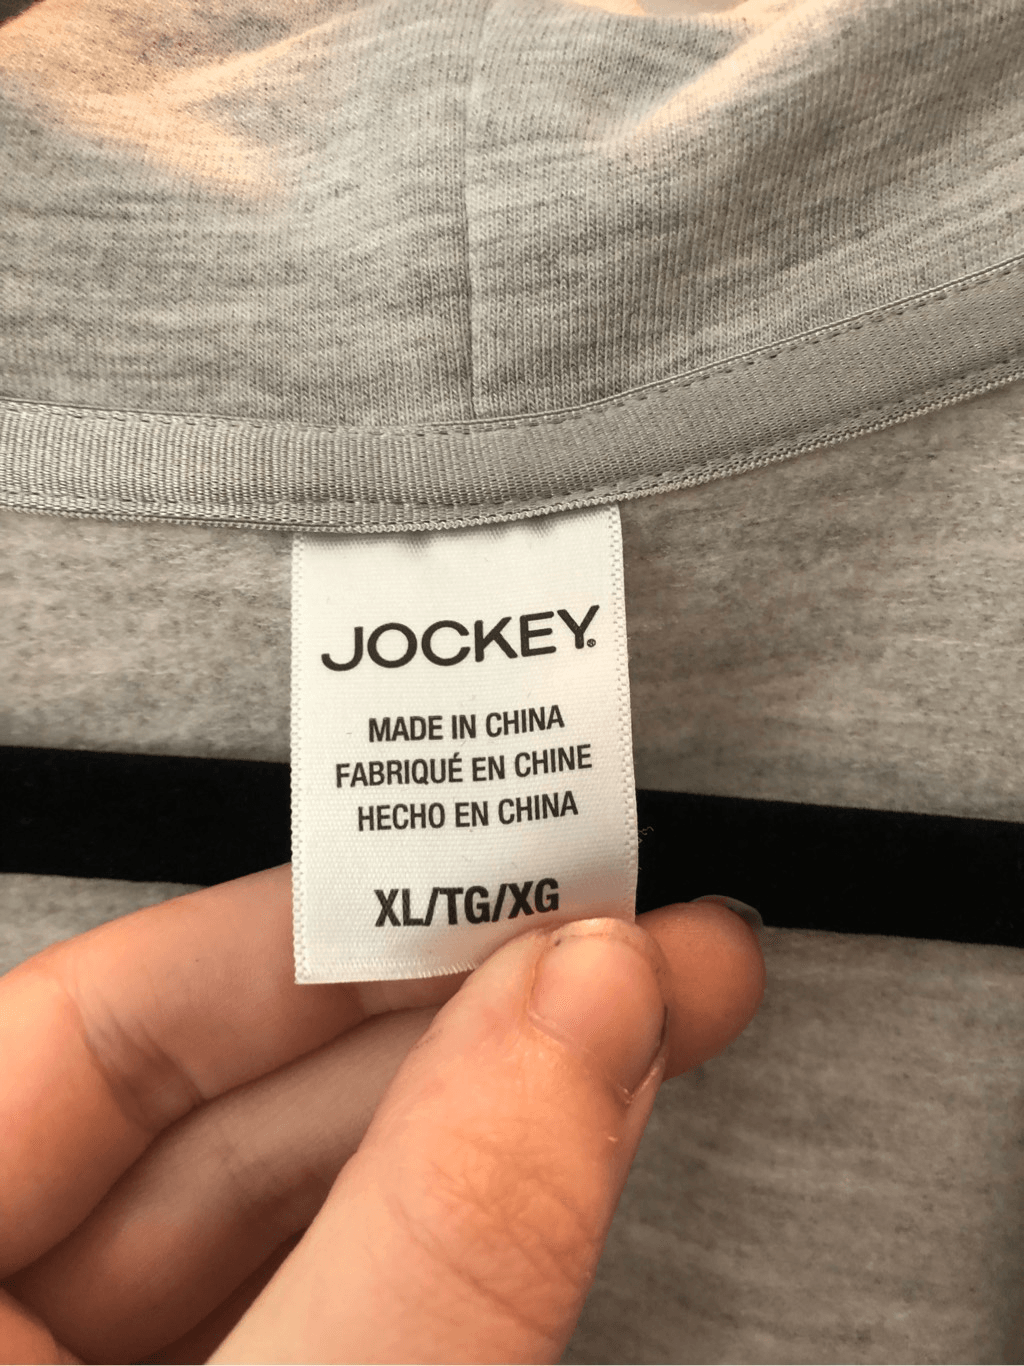 JOCKEY®
MADE IN CHINA
FABRIQUÉ EN CHINE
HECHO EN CHINA
XL/TG/XG